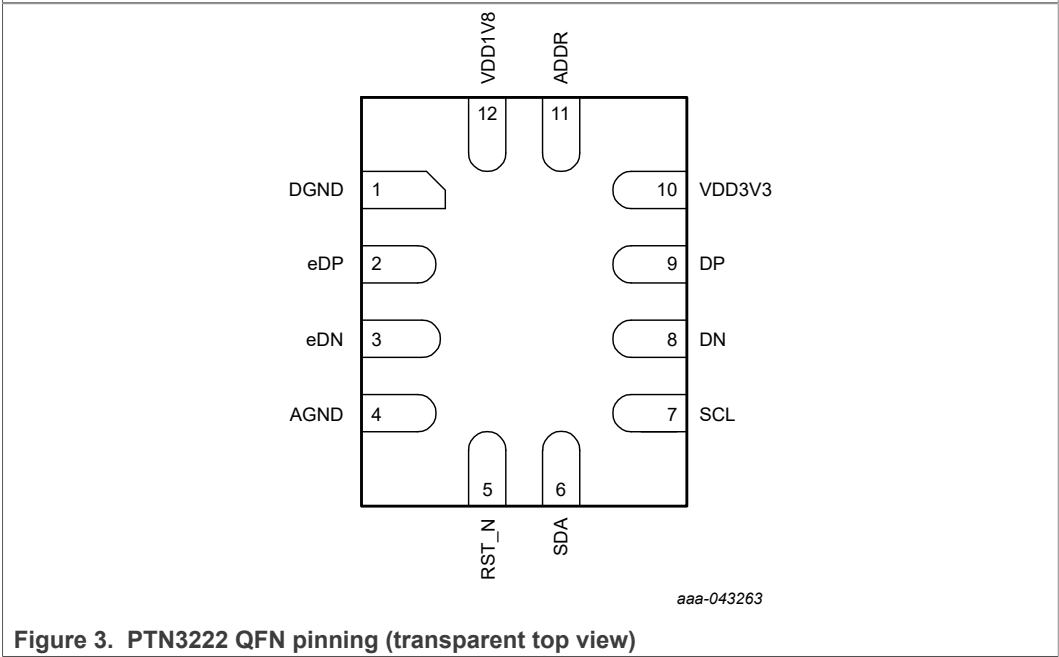 VDD1V8
ADDR
12
11
DGND
1
10
VDD3V3
eDP
2
9
DP
eDN
3
8
DN
AGND
4
7
SCL
5
6
RST_N
SDA
aaa-043263
Figure 3. PTN3222 QFN pinning (transparent top view)